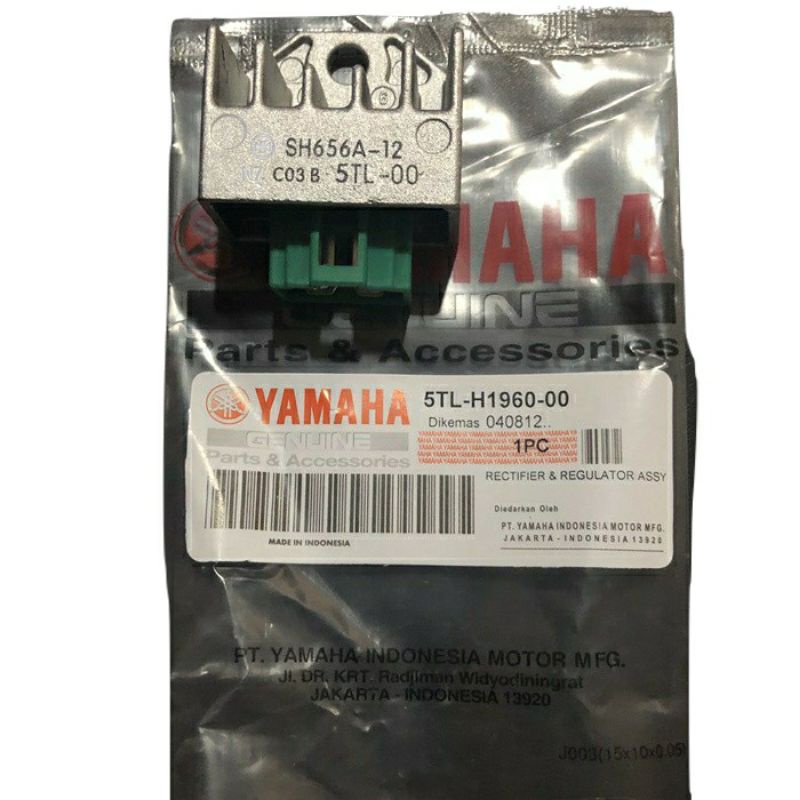 SH656A-12
C03 B 5TL-00
YAMAHA
GENUINE
Parts & Accessories
YAMAHA
GENUINE
Parts & Accessories
5TL-H1960-00
Dikemas 040812..
1PC
RECTIFIER & REGULATOR ASSY
Diedarkan Oleh
PT. YAMAHA INDONESIA MOTOR MFG.
JAKARTA - INDONESIA 13920
MADE IN INDONESIA
PT. YAMAHA INDONESIA MOTOR MFG.
Jl. DR. KRT. Radjiman Widyodiningrat
JAKARTA - INDONESIA 13920
J003(15x10x0.05)